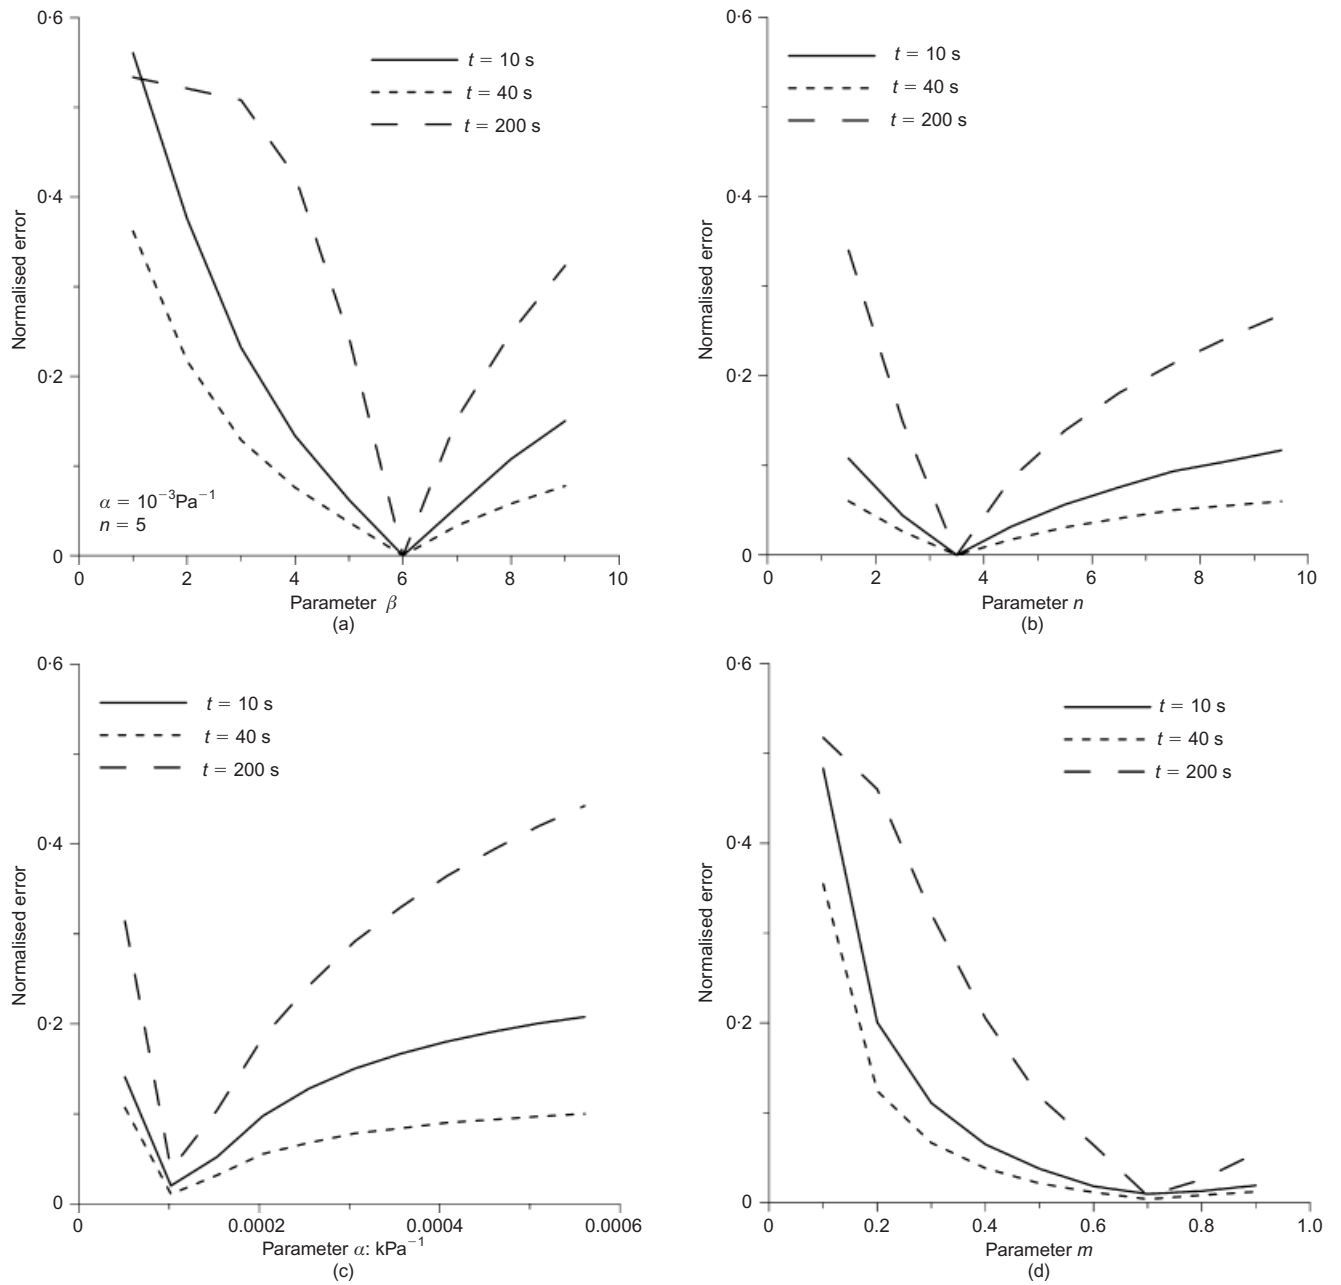 0·6
t = 10 s
t = 40 s
t = 200 s
0·4
Normalised error
0·2
α = 10⁻³Pa⁻¹
n = 5
0
0 2 4 6 8 10
Parameter β
(a)
0·6
t = 10 s
t = 40 s
t = 200 s
0·4
Normalised error
0·2
0
0 2 4 6 8 10
Parameter n
(b)
0·6
t = 10 s
t = 40 s
t = 200 s
0·4
Normalised error
0·2
0
0 0.0002 0.0004 0.0006
Parameter α: kPa⁻¹
(c)
0·6
t = 10 s
t = 40 s
t = 200 s
0·4
Normalised error
0·2
0
0 0.2 0.4 0.6 0.8 1.0
Parameter m
(d)